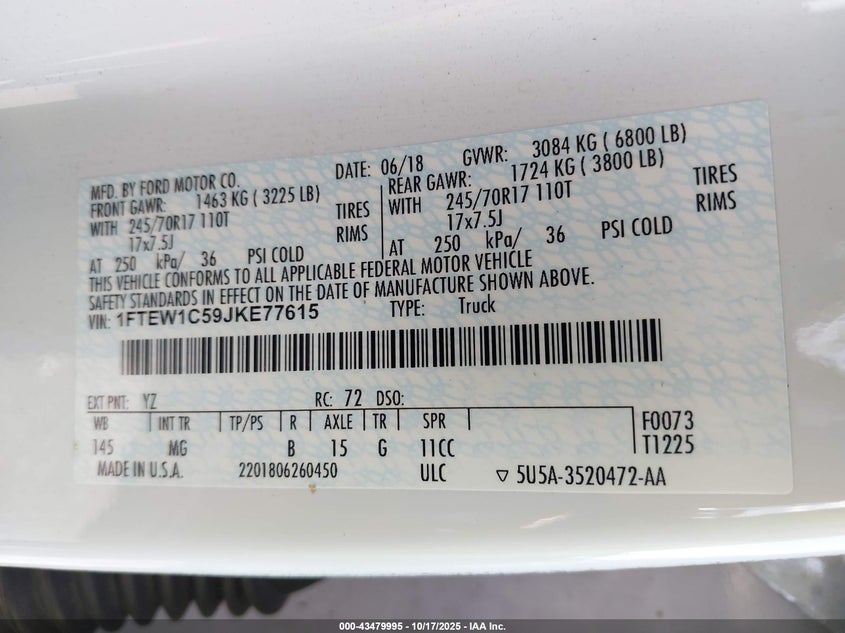 MFD. BY FORD MOTOR CO. DATE: 06/18 GVWR: 3084 KG ( 6800 LB)
FRONT GAWR: 1463 KG ( 3225 LB) REAR GAWR: 1724 KG ( 3800 LB)
WITH 245/70R17 110T TIRES WITH 245/70R17 110T TIRES
17x7.5J RIMS 17x7.5J RIMS
AT 250 kPa/ 36 PSI COLD AT 250 kPa/ 36 PSI COLD
THIS VEHICLE CONFORMS TO ALL APPLICABLE FEDERAL MOTOR VEHICLE
SAFETY STANDARDS IN EFFECT ON THE DATE OF MANUFACTURE SHOWN ABOVE.
VIN: 1FTEW1C59JKE77615 TYPE: Truck
EXT PNT: YZ RC: 72 DSO:
WB INT TR TP/PS R AXLE TR SPR F0073
145 MG B 15 G 11CC T1225
MADE IN U.S.A. 2201806260450 ULC ▽ 5U5A-3520472-AA
000-43479995 - 10/17/2025 - IAA Inc.